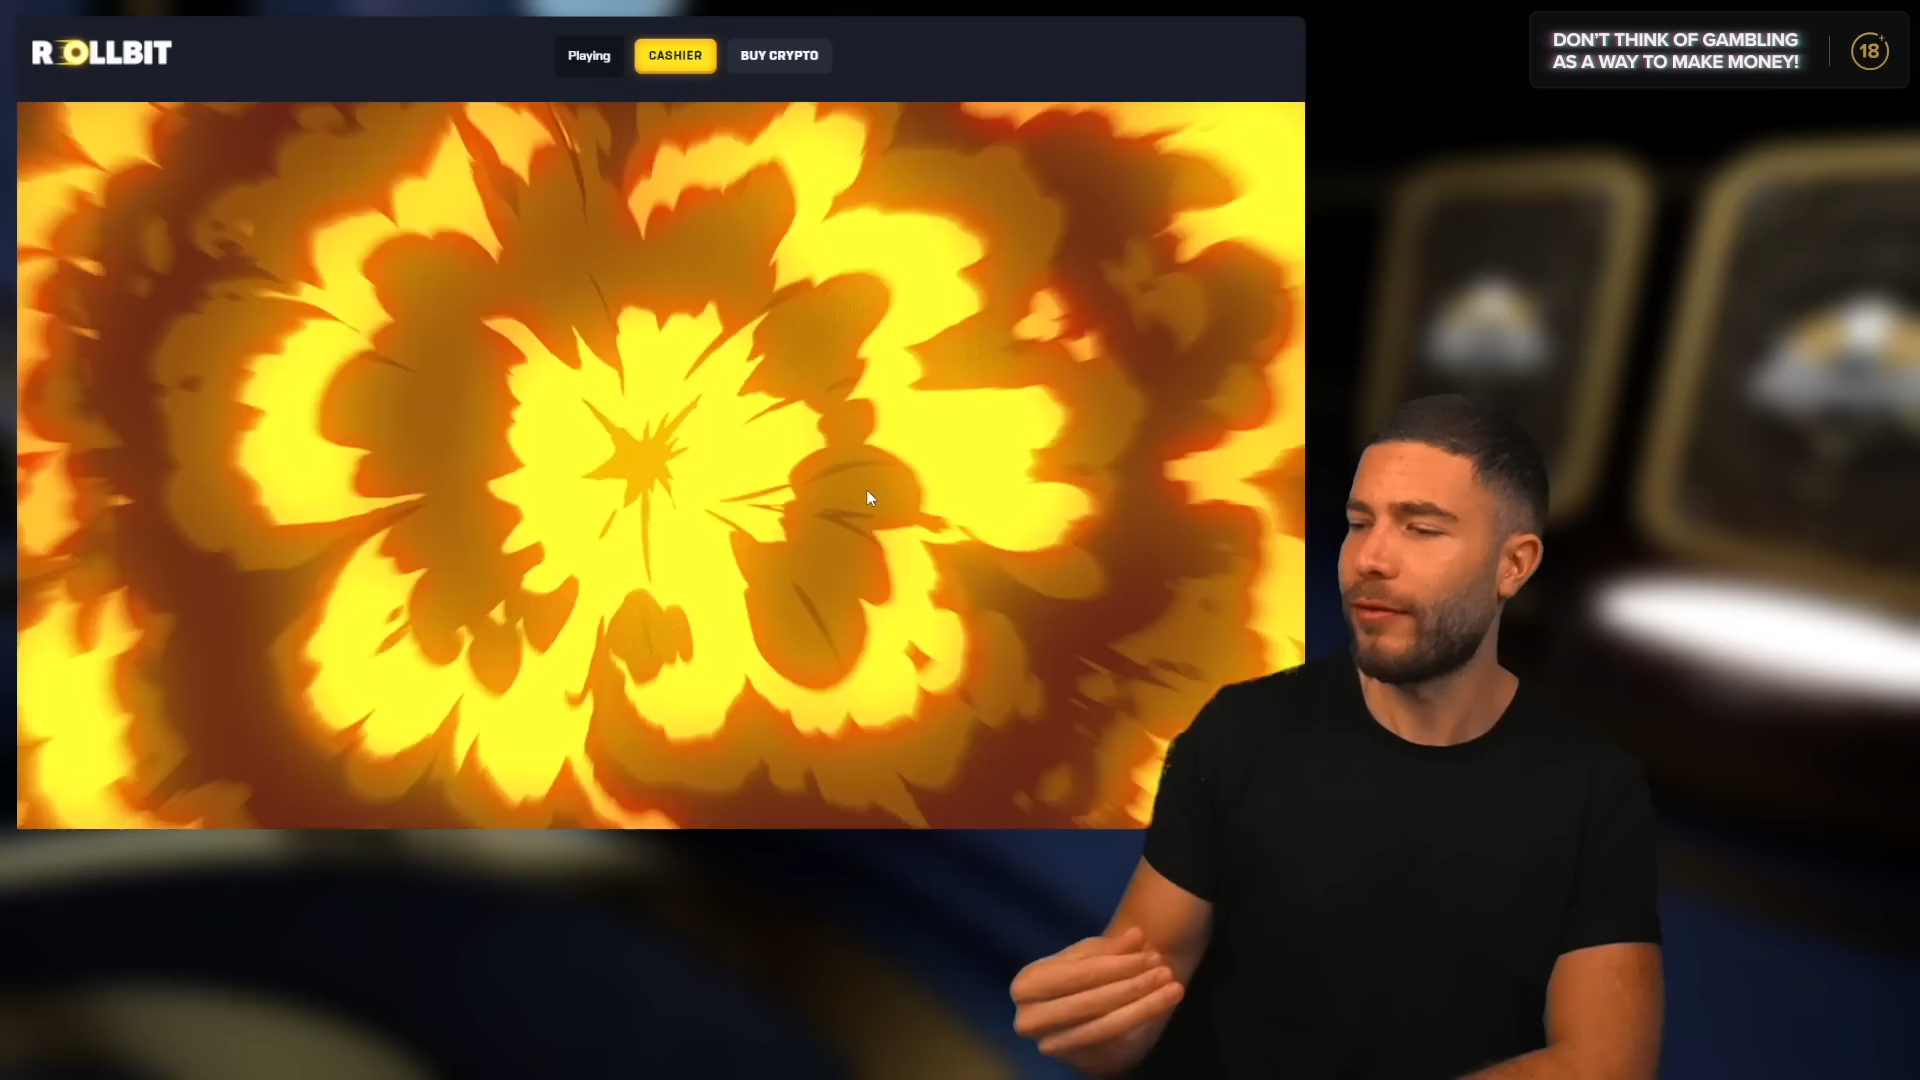 ROLLBIT
Playing
CASHIER
BUY CRYPTO
DON'T THINK OF GAMBLING
AS A WAY TO MAKE MONEY!
18+